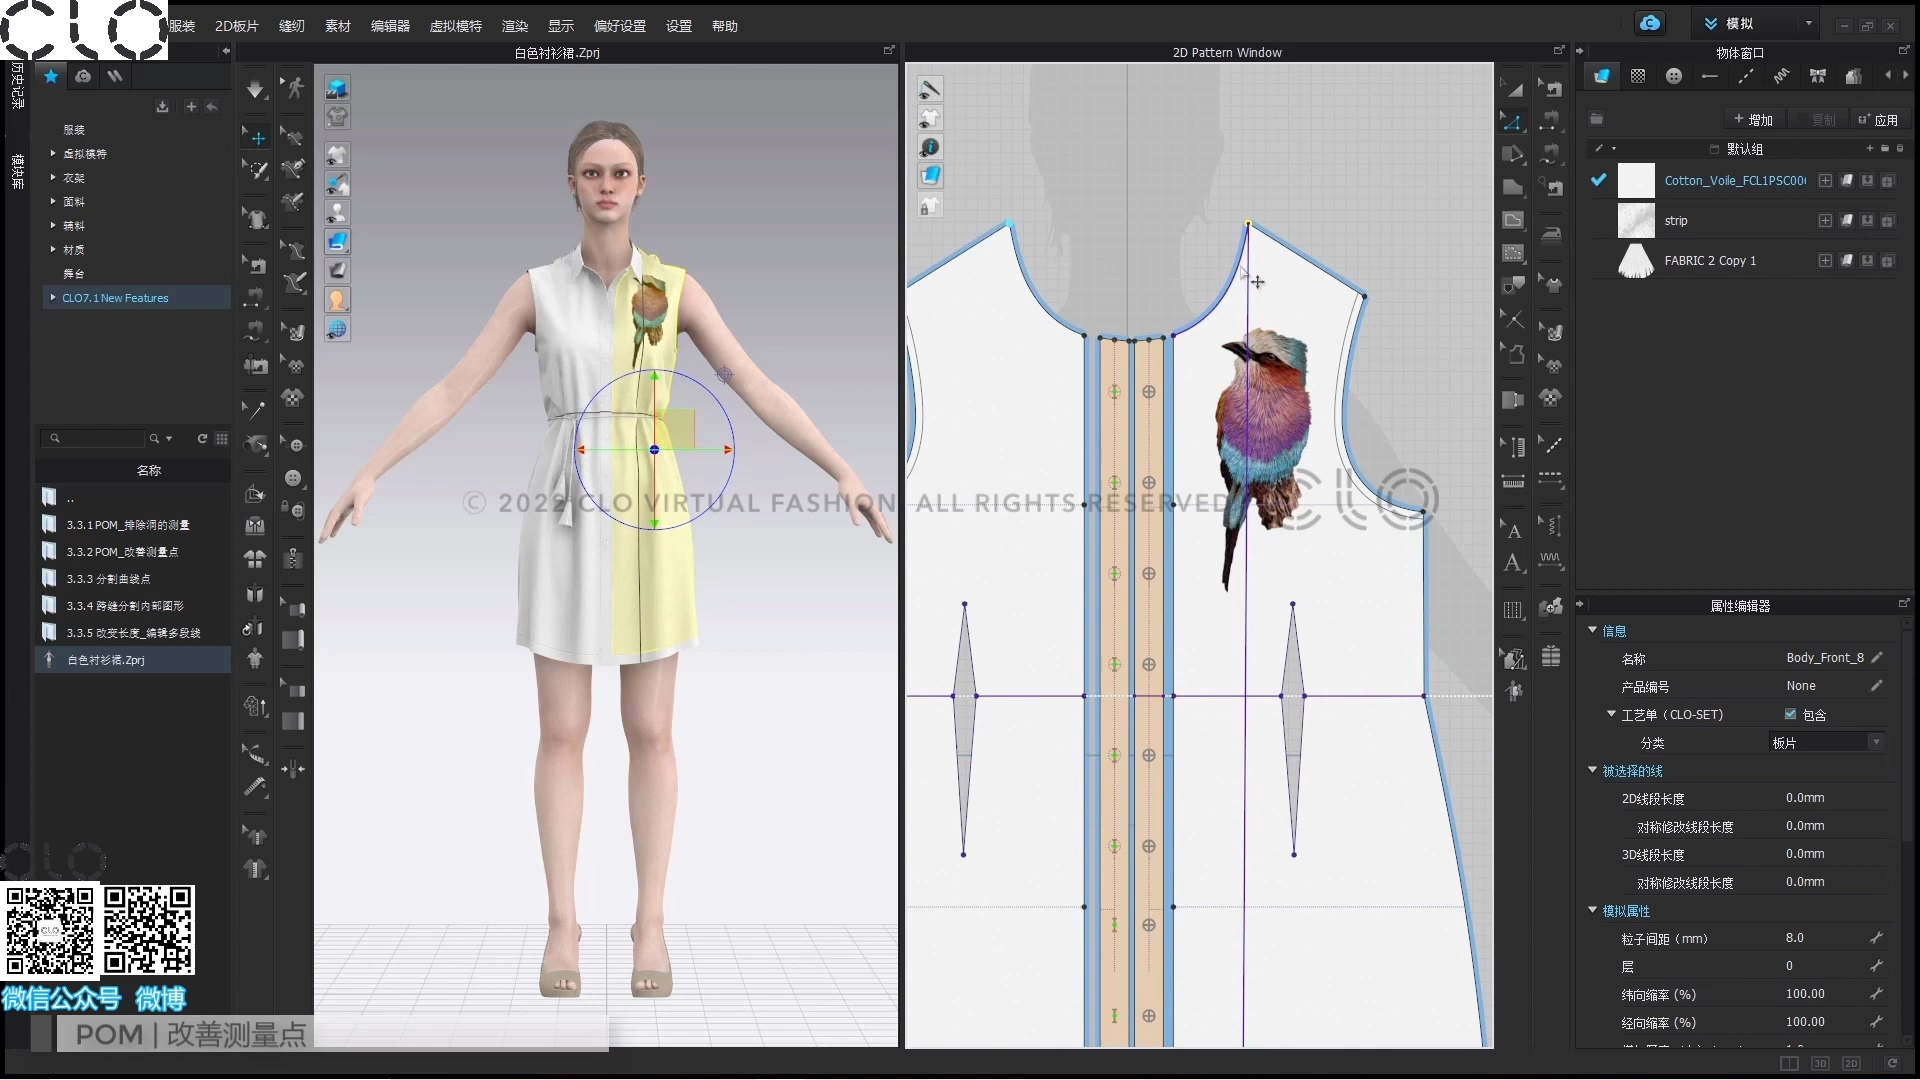 CLO
服装 2D板片 缝纫 素材 编辑器 虚拟模特 渲染 显示 偏好设置 设置 帮助
模拟
白色衬衫裙.Zprj
2D Pattern Window
物体窗口
历史记录
模块库
服装
虚拟模特
衣架
面料
辅料
材质
舞台
CLO7.1 New Features
名称
..
3.3.1 POM_排除洞的测量
3.3.2 POM_改善测量点
3.3.3 分割曲线点
3.3.4 跨缝分割内部图形
3.3.5 改变长度_编辑多段线
白色衬衫裙.Zprj
+ 增加 复制 应用
默认组
Cotton_Voile_FCL1PSC00
strip
FABRIC 2 Copy 1
© 2022 CLO VIRTUAL FASHION ALL RIGHTS RESERVED
CLO
属性编辑器
信息
名称 Body_Front_8
产品编号 None
工艺单（CLO-SET） 包含
分类 板片
被选择的线
2D线段长度 0.0mm
对称修改线段长度 0.0mm
3D线段长度 0.0mm
对称修改线段长度 0.0mm
模拟属性
粒子间距（mm） 8.0
层 0
纬向缩率 (%) 100.00
经向缩率 (%) 100.00
CLO
CLO
微信公众号 微博
POM | 改善测量点
3D 2D